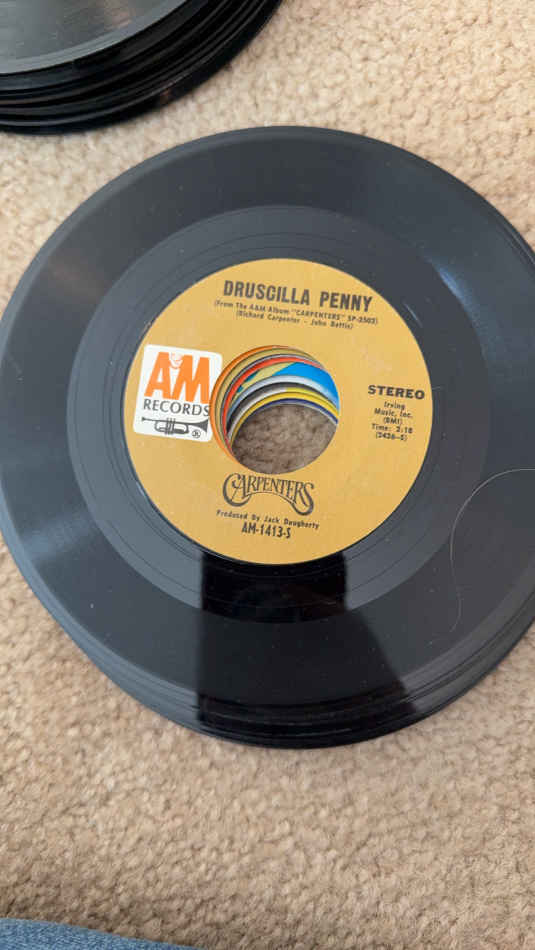 DRUSCILLA PENNY
(From The A&M Album "CARPENTERS" SP-3502)
(Richard Carpenter - John Bettis)
A&M
RECORDS
STEREO
Irving
Music, Inc.
(BMI)
Time: 2:18
(3436-S)
CARPENTERS
Produced By Jack Daugherty
AM-1413-S